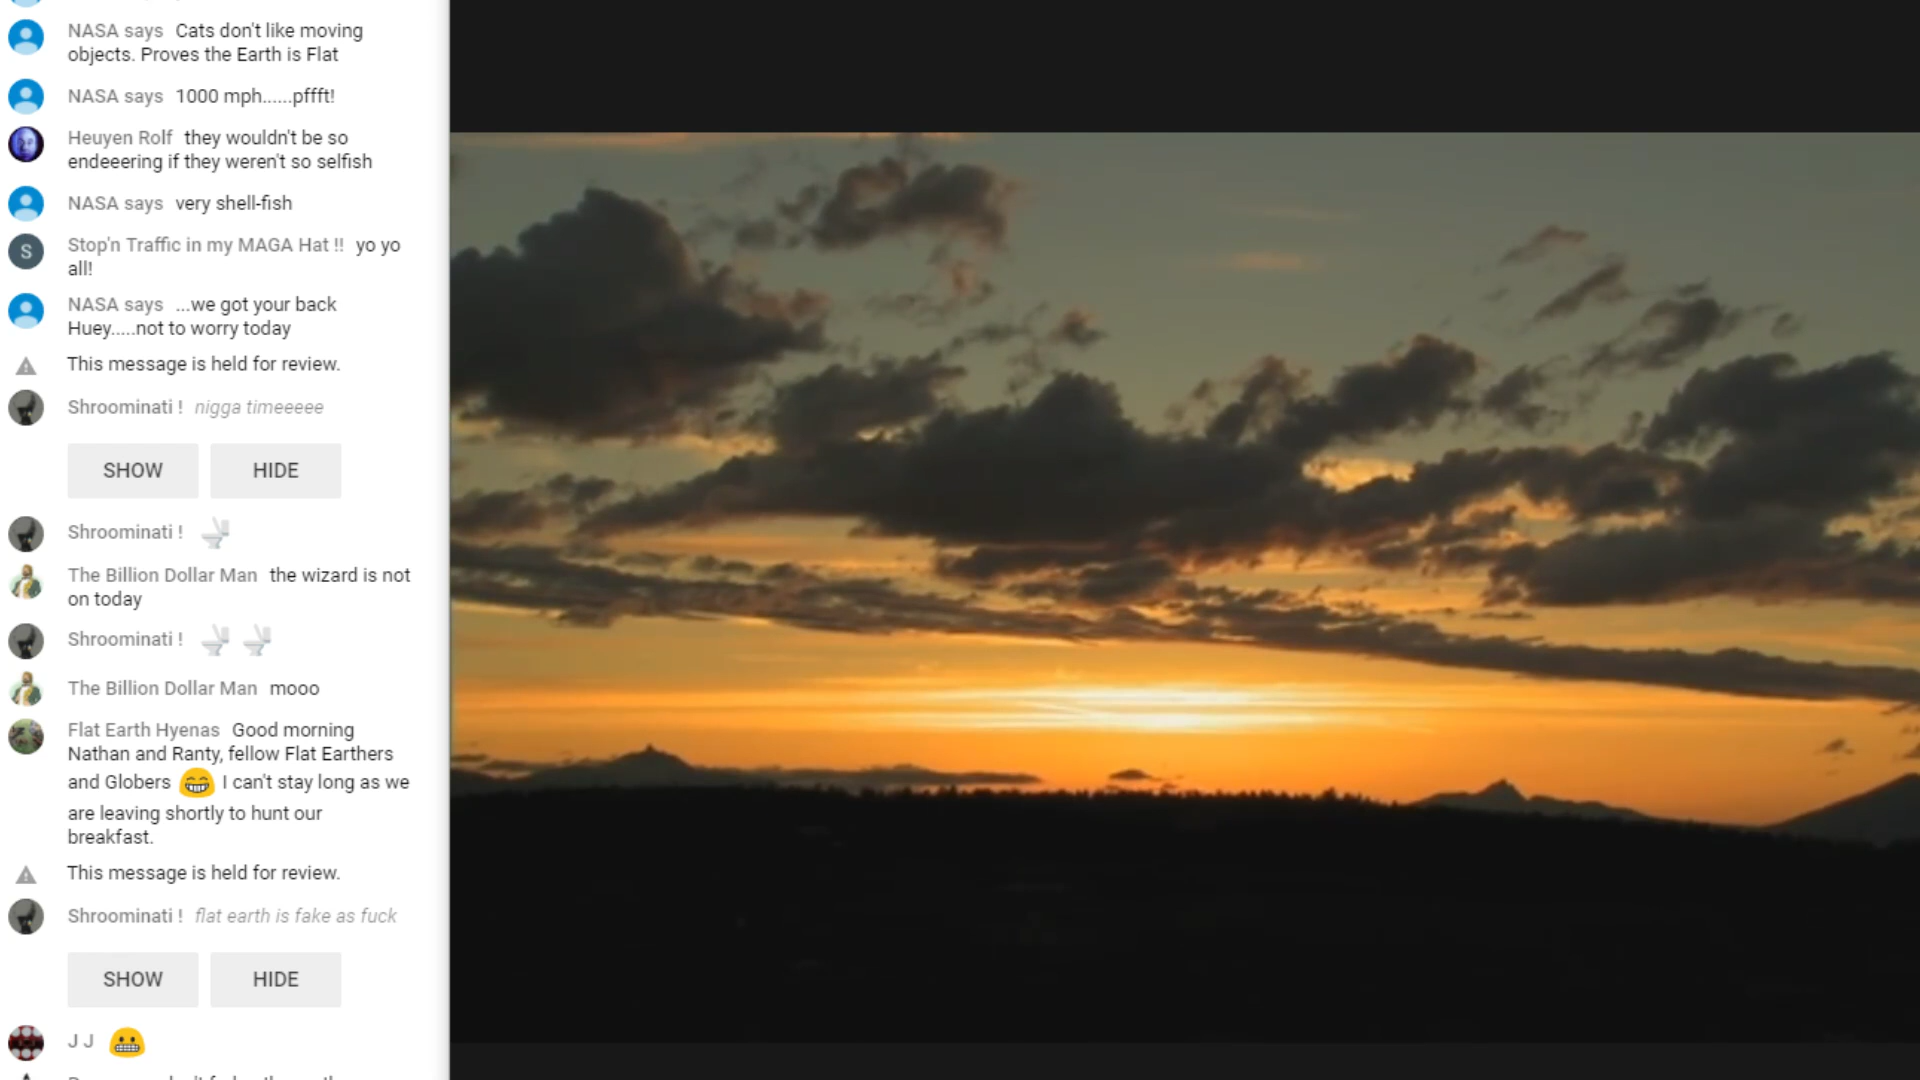 NASA says Cats don't like moving
objects. Proves the Earth is Flat
NASA says 1000 mph......pffft!
Heuyen Rolf they wouldn't be so
endeeering if they weren't so selfish
NASA says very shell-fish
S
Stop'n Traffic in my MAGA Hat !! yo yo
all!
NASA says ...we got your back
Huey.....not to worry today
This message is held for review.
Shroominati ! nigga timeeeee
SHOW HIDE
Shroominati !
The Billion Dollar Man the wizard is not
on today
Shroominati !
The Billion Dollar Man mooo
Flat Earth Hyenas Good morning
Nathan and Ranty, fellow Flat Earthers
and Globers 😁 I can't stay long as we
are leaving shortly to hunt our
breakfast.
This message is held for review.
Shroominati ! flat earth is fake as fuck
SHOW HIDE
J J